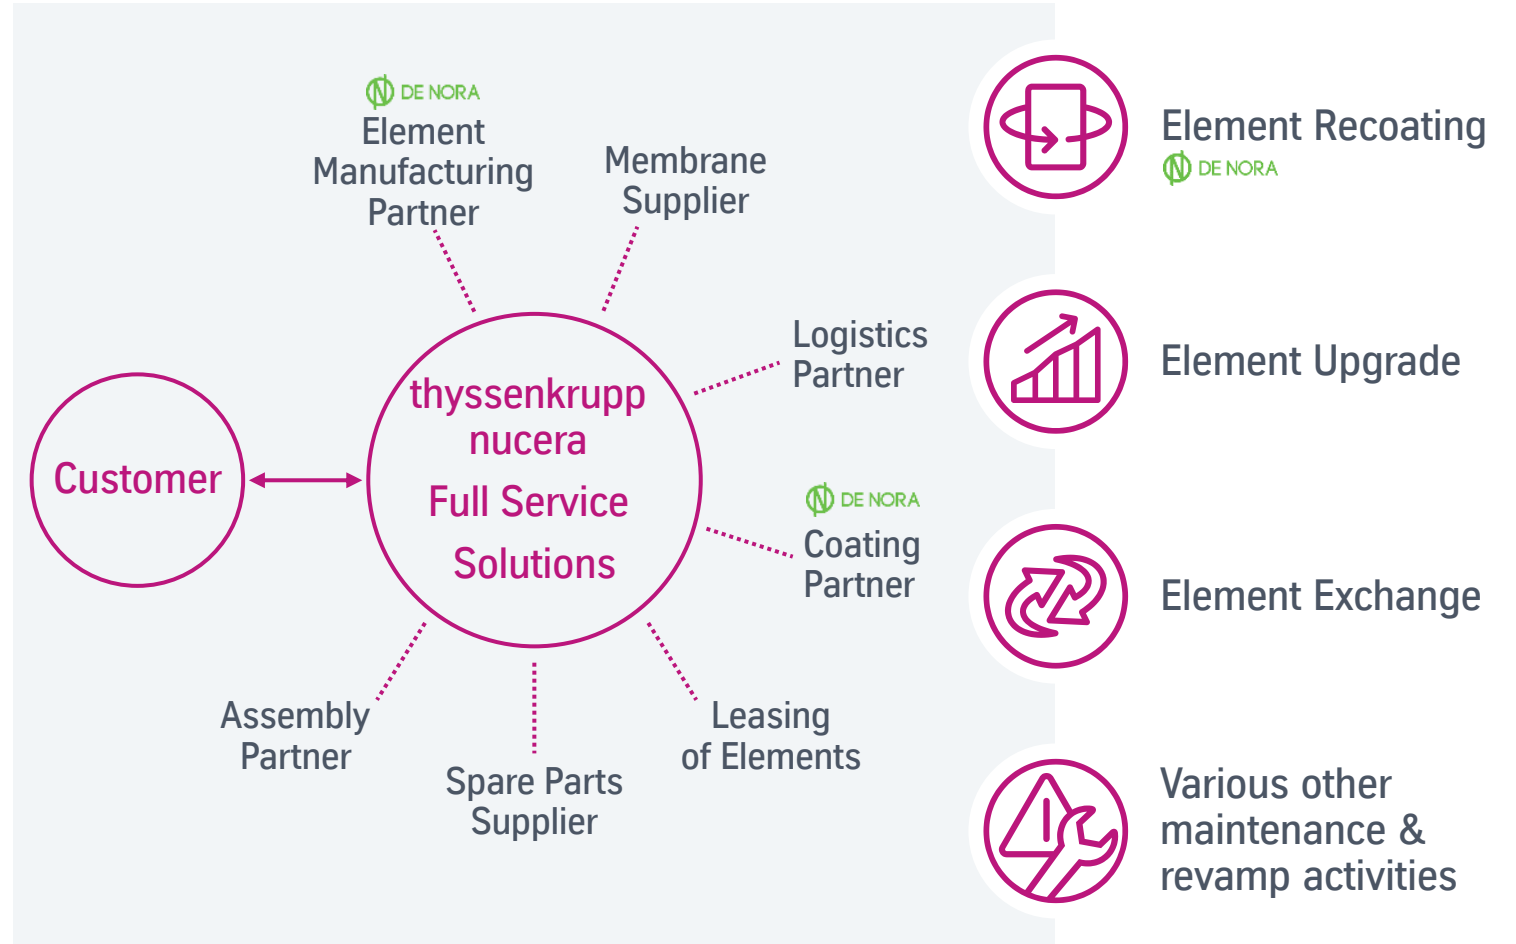 DE NORA
Element
Manufacturing
Partner
Membrane
Supplier
Logistics
Partner
DE NORA
Coating
Partner
Leasing
of Elements
Spare Parts
Supplier
Assembly
Partner
Customer
thyssenkrupp
nucera
Full Service
Solutions
Element Recoating
DE NORA
Element Upgrade
Element Exchange
Various other
maintenance &
revamp activities